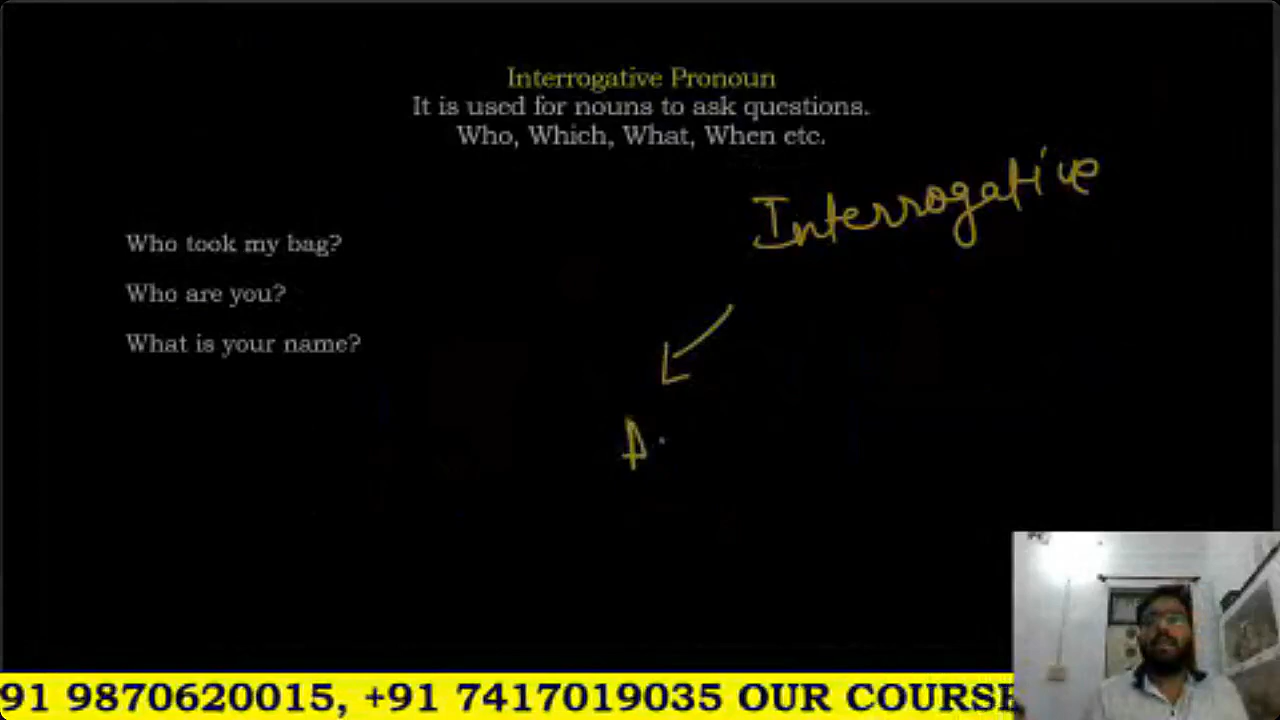 Interrogative Pronoun
It is used for nouns to ask questions.
Who, Which, What, When etc.
Interrogative
Who took my bag?
Who are you?
What is your name?
A
91 9870620015, +91 7417019035 OUR COURSE